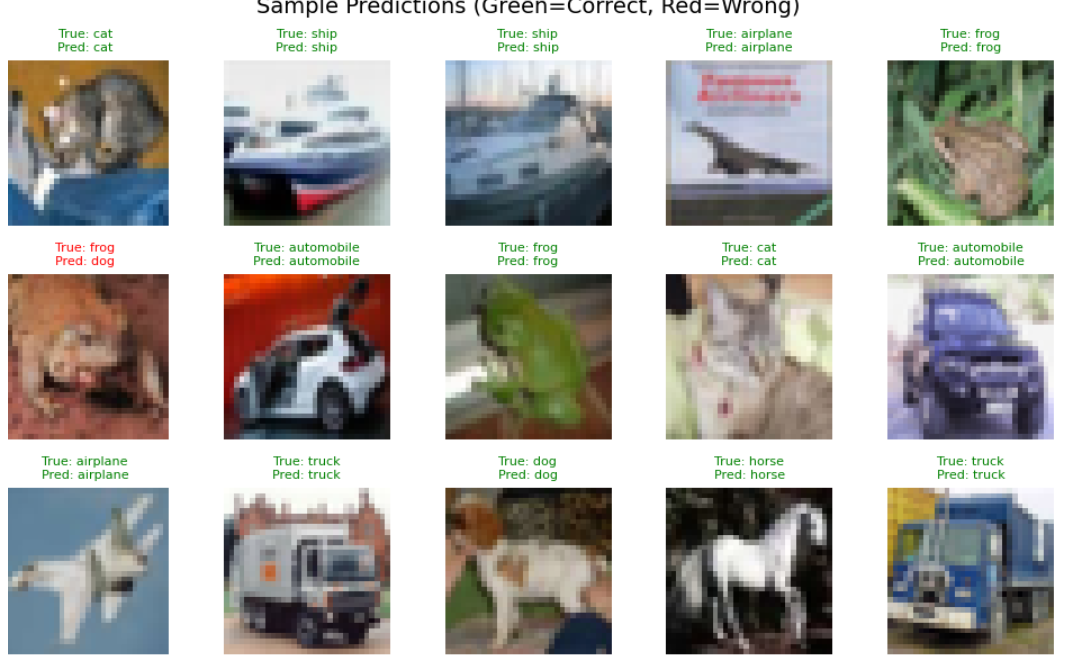 Sample Predictions (Green=Correct, Red=Wrong)
True: cat
Pred: cat
True: ship
Pred: ship
True: ship
Pred: ship
True: airplane
Pred: airplane
True: frog
Pred: frog
True: frog
Pred: dog
True: automobile
Pred: automobile
True: frog
Pred: frog
True: cat
Pred: cat
True: automobile
Pred: automobile
True: airplane
Pred: airplane
True: truck
Pred: truck
True: dog
Pred: dog
True: horse
Pred: horse
True: truck
Pred: truck